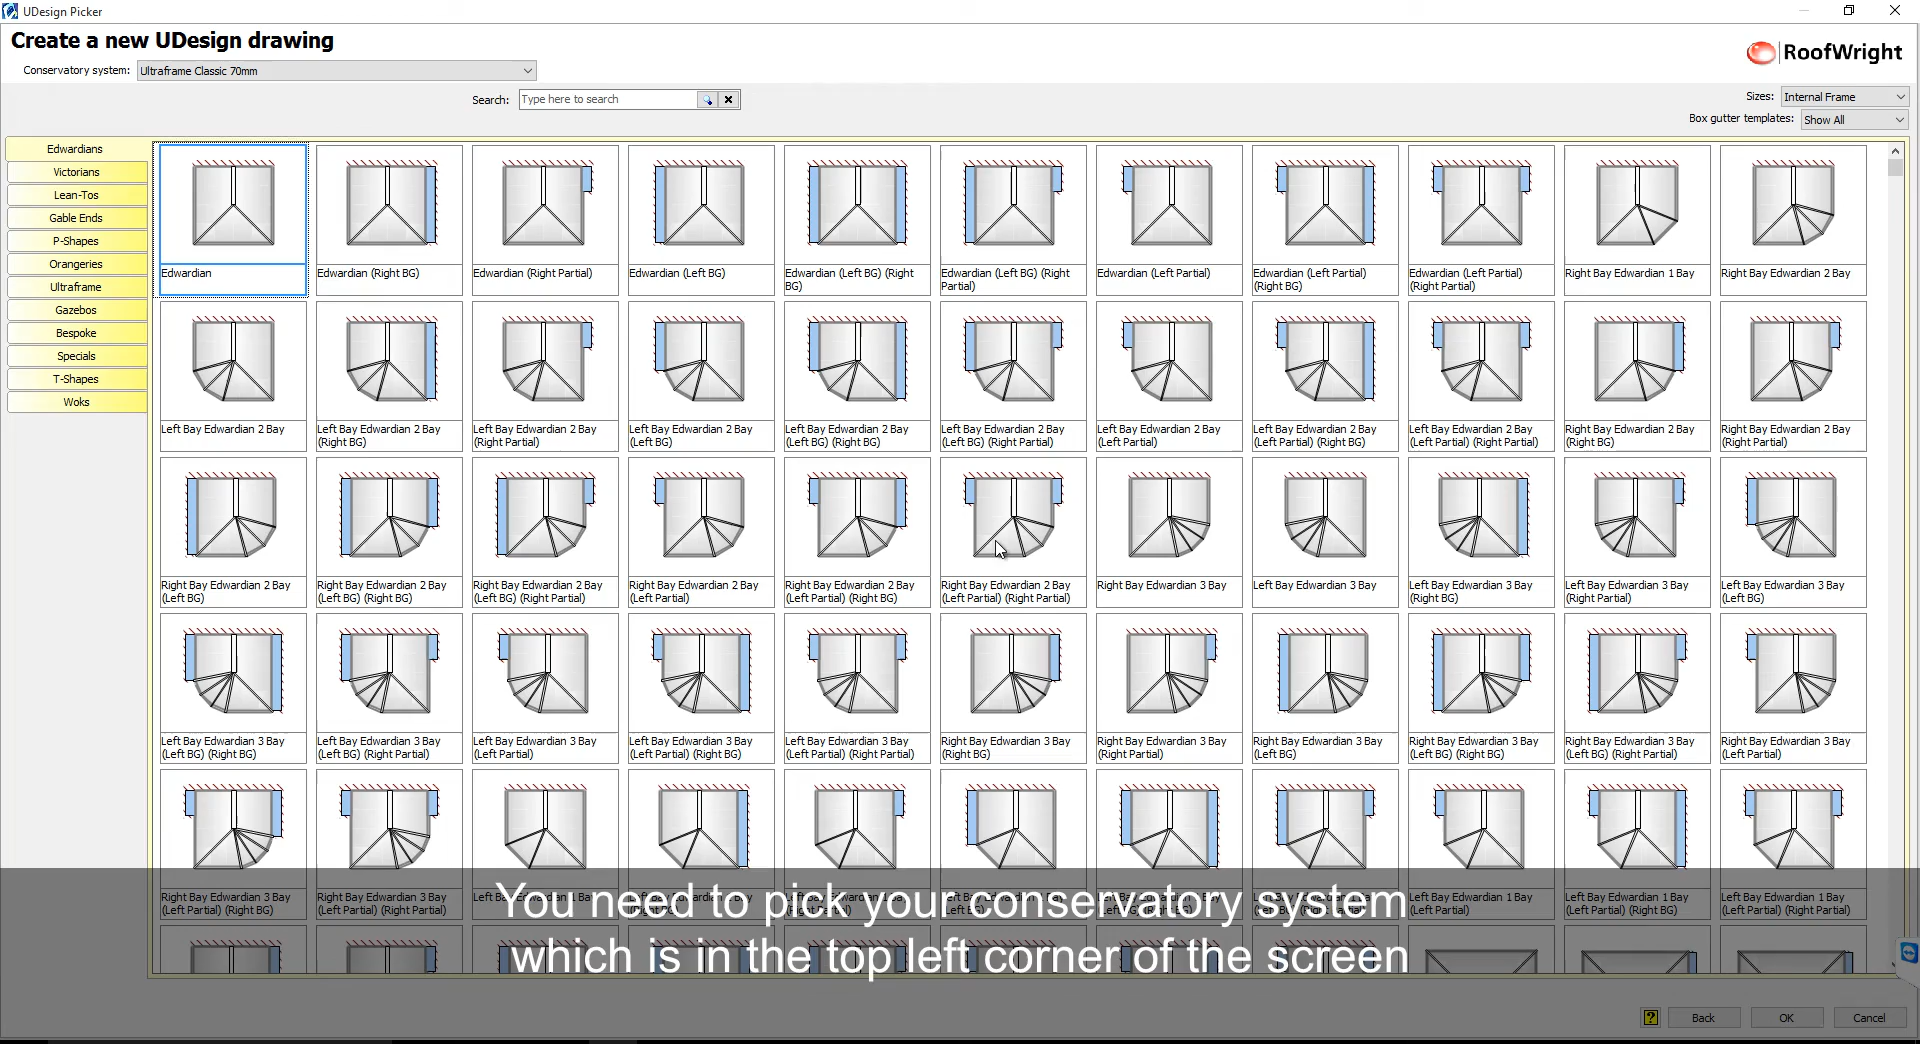 UDesign Picker
Create a new UDesign drawing
RoofWright
Conservatory system: Ultraframe Classic 70mm
Search: Type here to search
Sizes: Internal Frame
Box gutter templates: Show All
Edwardians
Victorians
Lean-Tos
Gable Ends
P-Shapes
Orangeries
Ultraframe
Gazebos
Bespoke
Specials
T-Shapes
Woks
Edwardian
Edwardian (Right BG)
Edwardian (Right Partial)
Edwardian (Left BG)
Edwardian (Left BG) (Right
BG)
Edwardian (Left BG) (Right
Partial)
Edwardian (Left Partial)
Edwardian (Left Partial)
(Right BG)
Edwardian (Left Partial)
(Right Partial)
Right Bay Edwardian 1 Bay
Right Bay Edwardian 2 Bay
Left Bay Edwardian 2 Bay
Left Bay Edwardian 2 Bay
(Right BG)
Left Bay Edwardian 2 Bay
(Right Partial)
Left Bay Edwardian 2 Bay
(Left BG)
Left Bay Edwardian 2 Bay
(Left BG) (Right BG)
Left Bay Edwardian 2 Bay
(Left BG) (Right Partial)
Left Bay Edwardian 2 Bay
(Left Partial)
Left Bay Edwardian 2 Bay
(Left Partial) (Right BG)
Left Bay Edwardian 2 Bay
(Left Partial) (Right Partial)
Right Bay Edwardian 2 Bay
(Right BG)
Right Bay Edwardian 2 Bay
(Right Partial)
Right Bay Edwardian 2 Bay
(Left BG)
Right Bay Edwardian 2 Bay
(Left BG) (Right BG)
Right Bay Edwardian 2 Bay
(Left BG) (Right Partial)
Right Bay Edwardian 2 Bay
(Left Partial)
Right Bay Edwardian 2 Bay
(Left Partial) (Right BG)
Right Bay Edwardian 2 Bay
(Left Partial) (Right Partial)
Right Bay Edwardian 3 Bay
Left Bay Edwardian 3 Bay
Left Bay Edwardian 3 Bay
(Right BG)
Left Bay Edwardian 3 Bay
(Right Partial)
Left Bay Edwardian 3 Bay
(Left BG)
Left Bay Edwardian 3 Bay
(Left BG) (Right BG)
Left Bay Edwardian 3 Bay
(Left BG) (Right Partial)
Left Bay Edwardian 3 Bay
(Left Partial)
Left Bay Edwardian 3 Bay
(Left Partial) (Right BG)
Left Bay Edwardian 3 Bay
(Left Partial) (Right Partial)
Right Bay Edwardian 3 Bay
(Right BG)
Right Bay Edwardian 3 Bay
(Right Partial)
Right Bay Edwardian 3 Bay
(Left BG)
Right Bay Edwardian 3 Bay
(Left BG) (Right BG)
Right Bay Edwardian 3 Bay
(Left BG) (Right Partial)
Right Bay Edwardian 3 Bay
(Left Partial)
Right Bay Edwardian 3 Bay
(Left Partial) (Right BG)
Right Bay Edwardian 3 Bay
(Left Partial) (Right Partial)
Left Bay Edwardian 1 Bay
Left Bay Edwardian 1 Bay
(Left Partial)
Left Bay Edwardian 1 Bay
(Left Partial) (Right BG)
Left Bay Edwardian 1 Bay
(Left Partial) (Right Partial)
You need to pick your conservatory system
which is in the top left corner of the screen
? Back OK Cancel